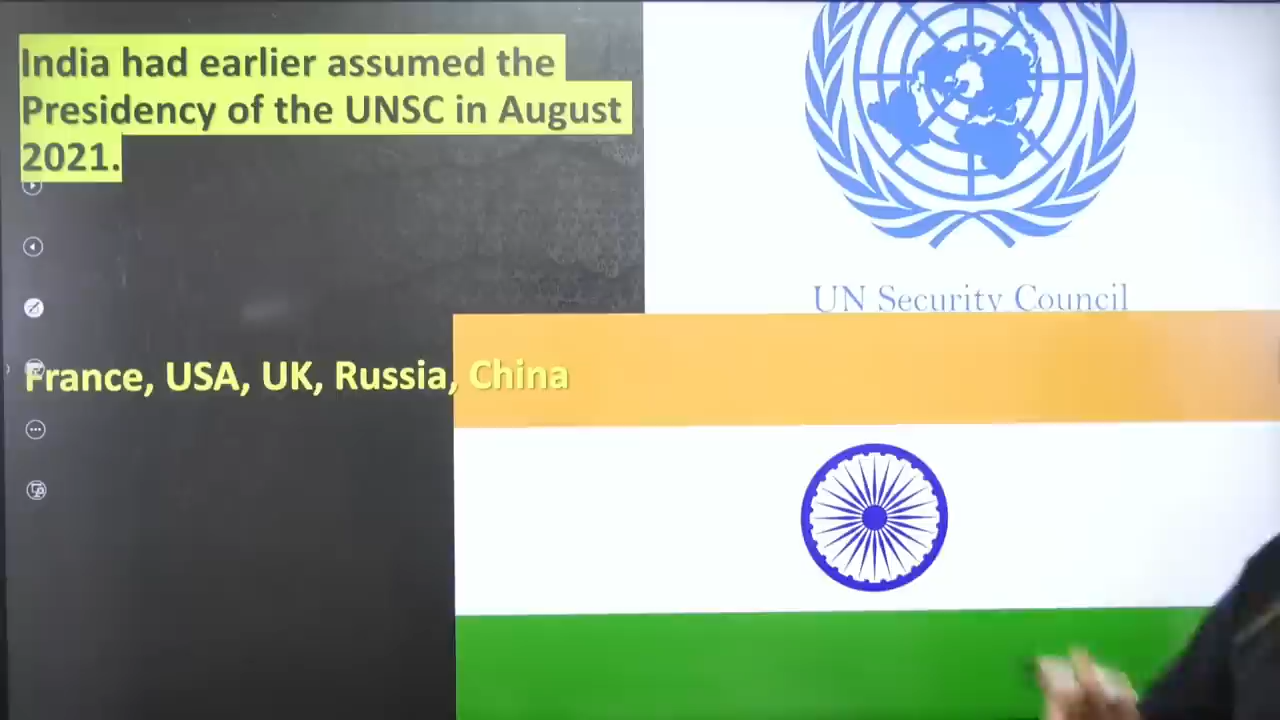 India had earlier assumed the
Presidency of the UNSC in August
2021.
UN Security Council
France, USA, UK, Russia, China